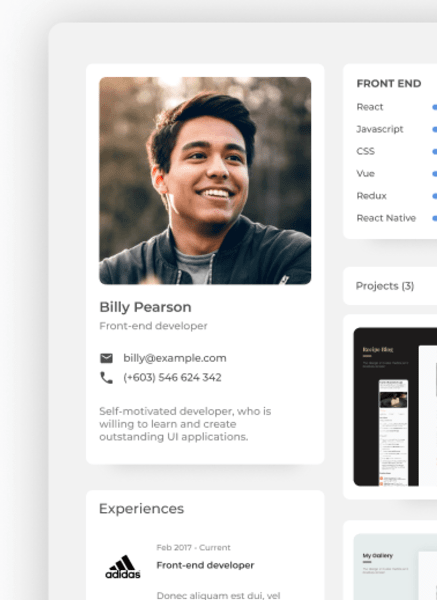 Billy Pearson
Front-end developer
billy@example.com
(+603) 546 624 342
Self-motivated developer, who is
willing to learn and create
outstanding UI applications.
Experiences
adidas
Feb 2017 - Current
Front-end developer
Donec aliquam est dui, vel
FRONT END
React
Javascript
CSS
Vue
Redux
React Native
Projects (3)
Recipe Blog
My Gallery